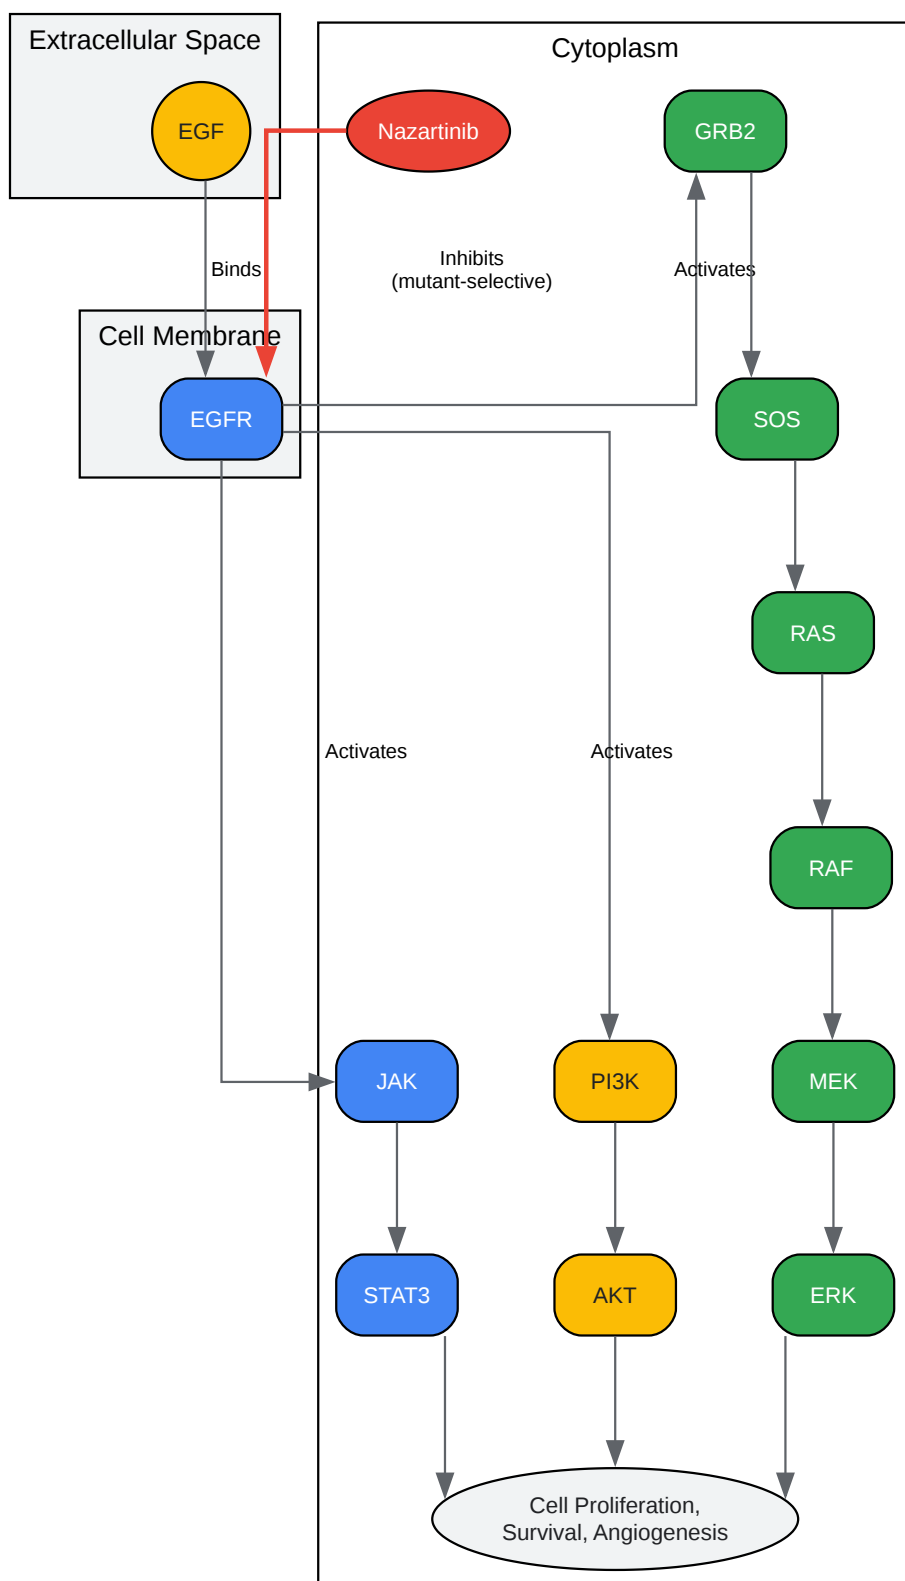 Extracellular Space
Cytoplasm
EGF
Nazartinib
GRB2
Binds
Inhibits
(mutant-selective)
Activates
Cell Membrane
EGFR
SOS
RAS
Activates
Activates
RAF
JAK
PI3K
MEK
STAT3
AKT
ERK
Cell Proliferation,
Survival, Angiogenesis